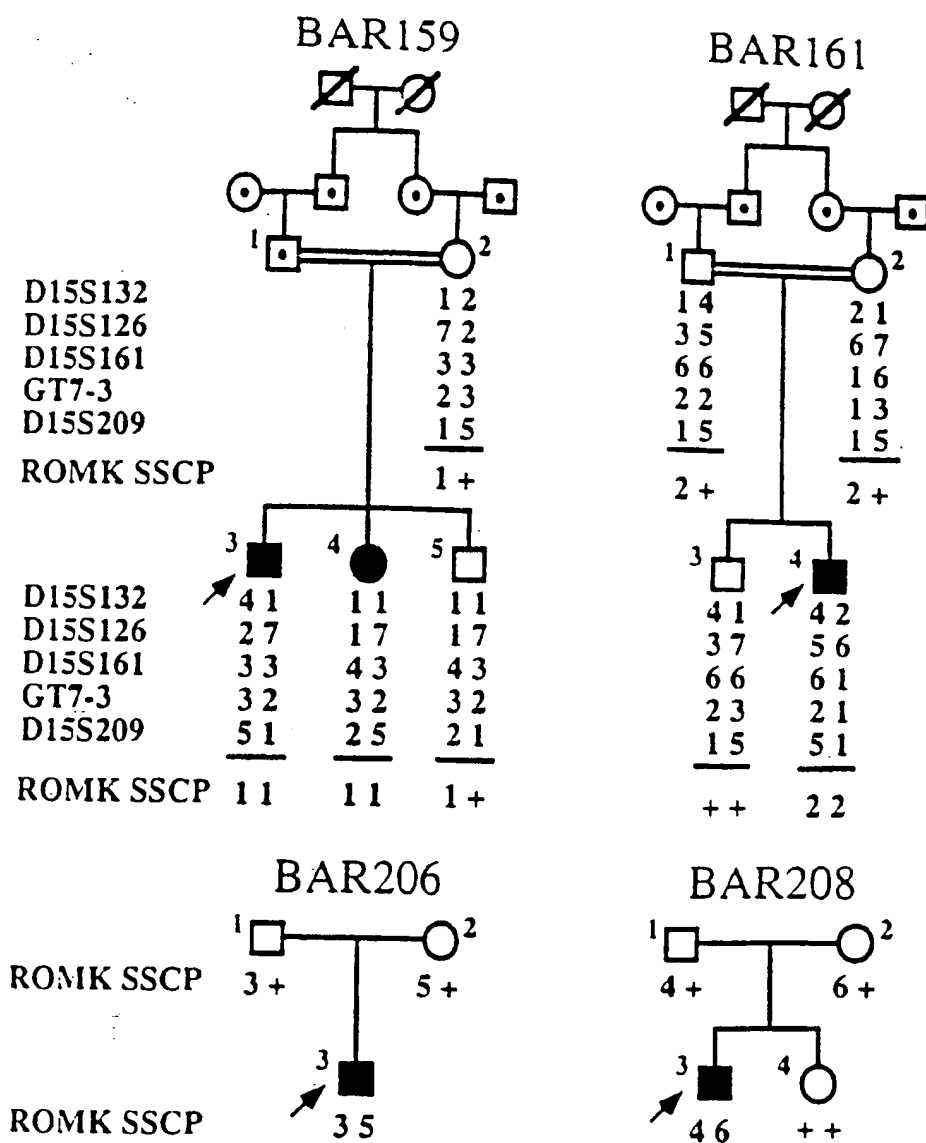 BAR159 BAR161
1 2 1 2
D15S132 1 2 1 4 2 1
D15S126 7 2 3 5 6 7
D15S161 3 3 6 6 1 6
GT7-3 2 3 2 2 1 3
D15S209 1 5 1 5 1 5
ROMK SSCP 1 + 2 + 2 +
3 4 5 3 4
D15S132 4 1 1 1 1 1 4 1 4 2
D15S126 2 7 1 7 1 7 3 7 5 6
D15S161 3 3 4 3 4 3 6 6 6 1
GT7-3 3 2 3 2 3 2 2 3 2 1
D15S209 5 1 2 5 2 1 1 5 5 1
ROMK SSCP 1 1 1 1 1 + + + 2 2
BAR206 BAR208
1 2 1 2
ROMK SSCP 3 + 5 + 4 + 6 +
3 3 4
ROMK SSCP 3 5 4 6 + +